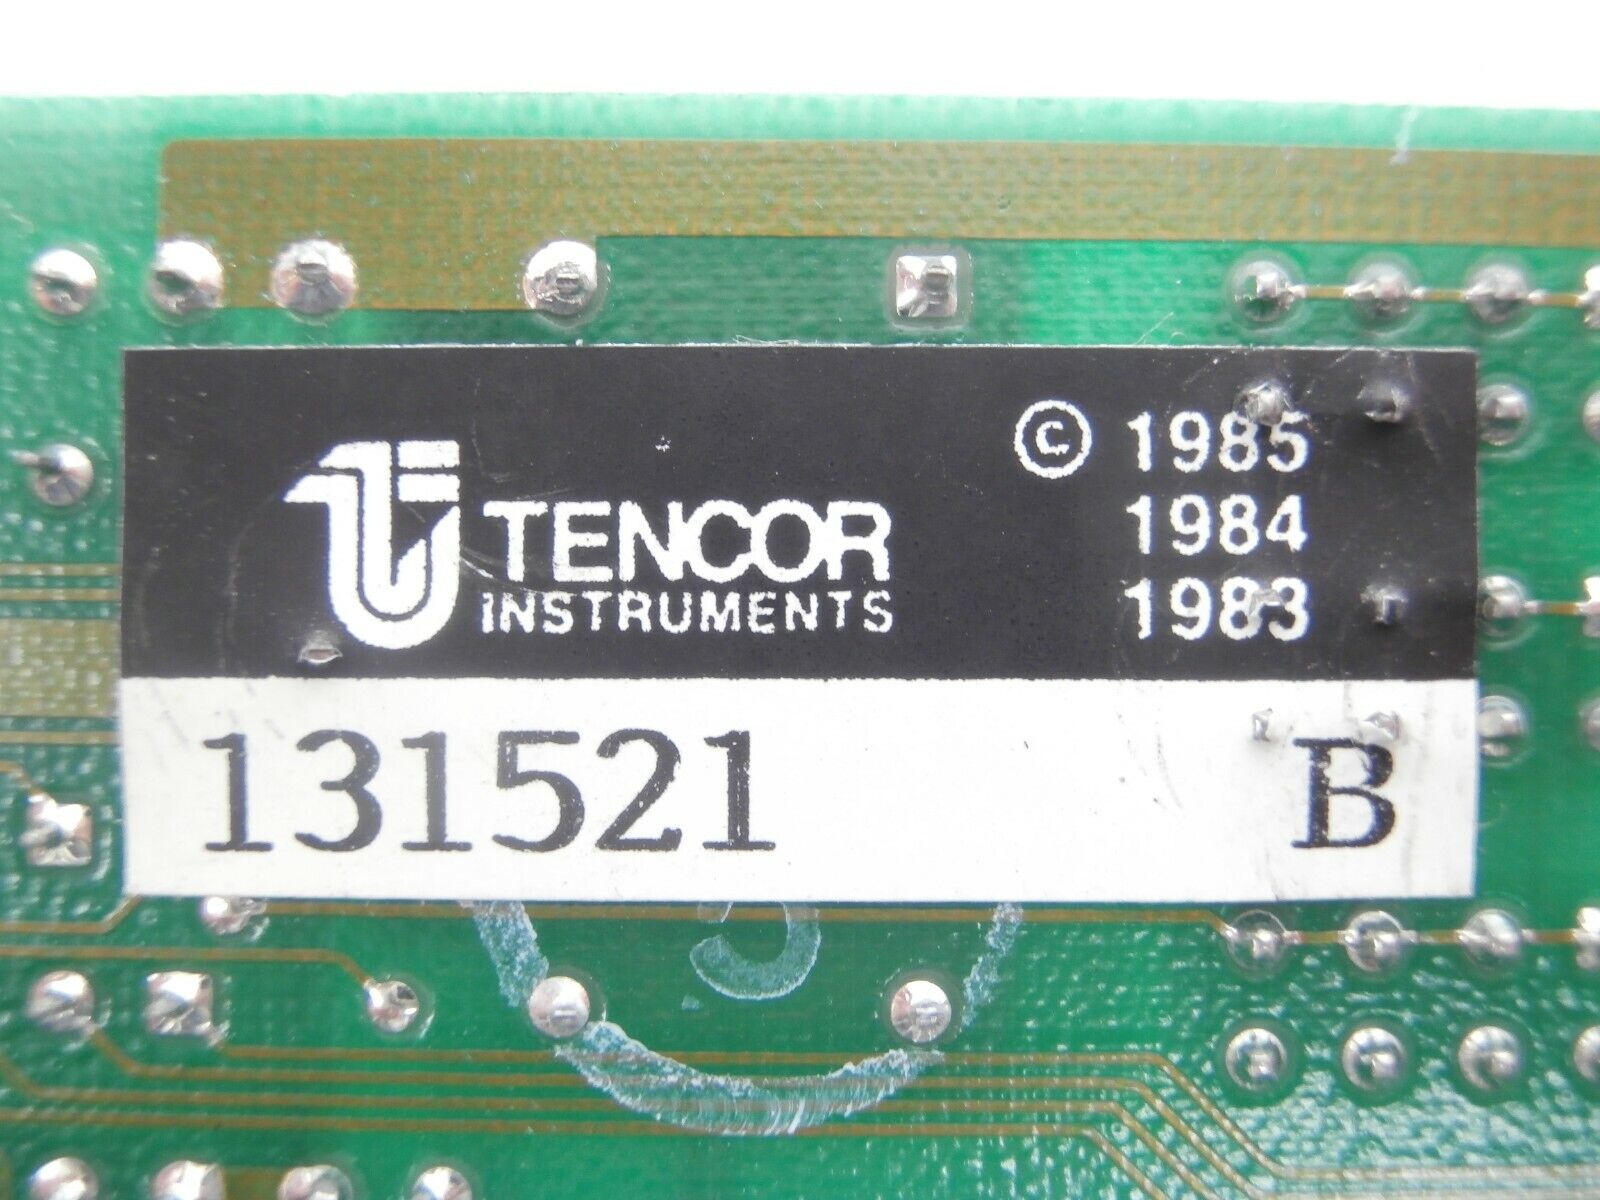 © 1985
1984
TENCOR
1983
INSTRUMENTS
131521 B